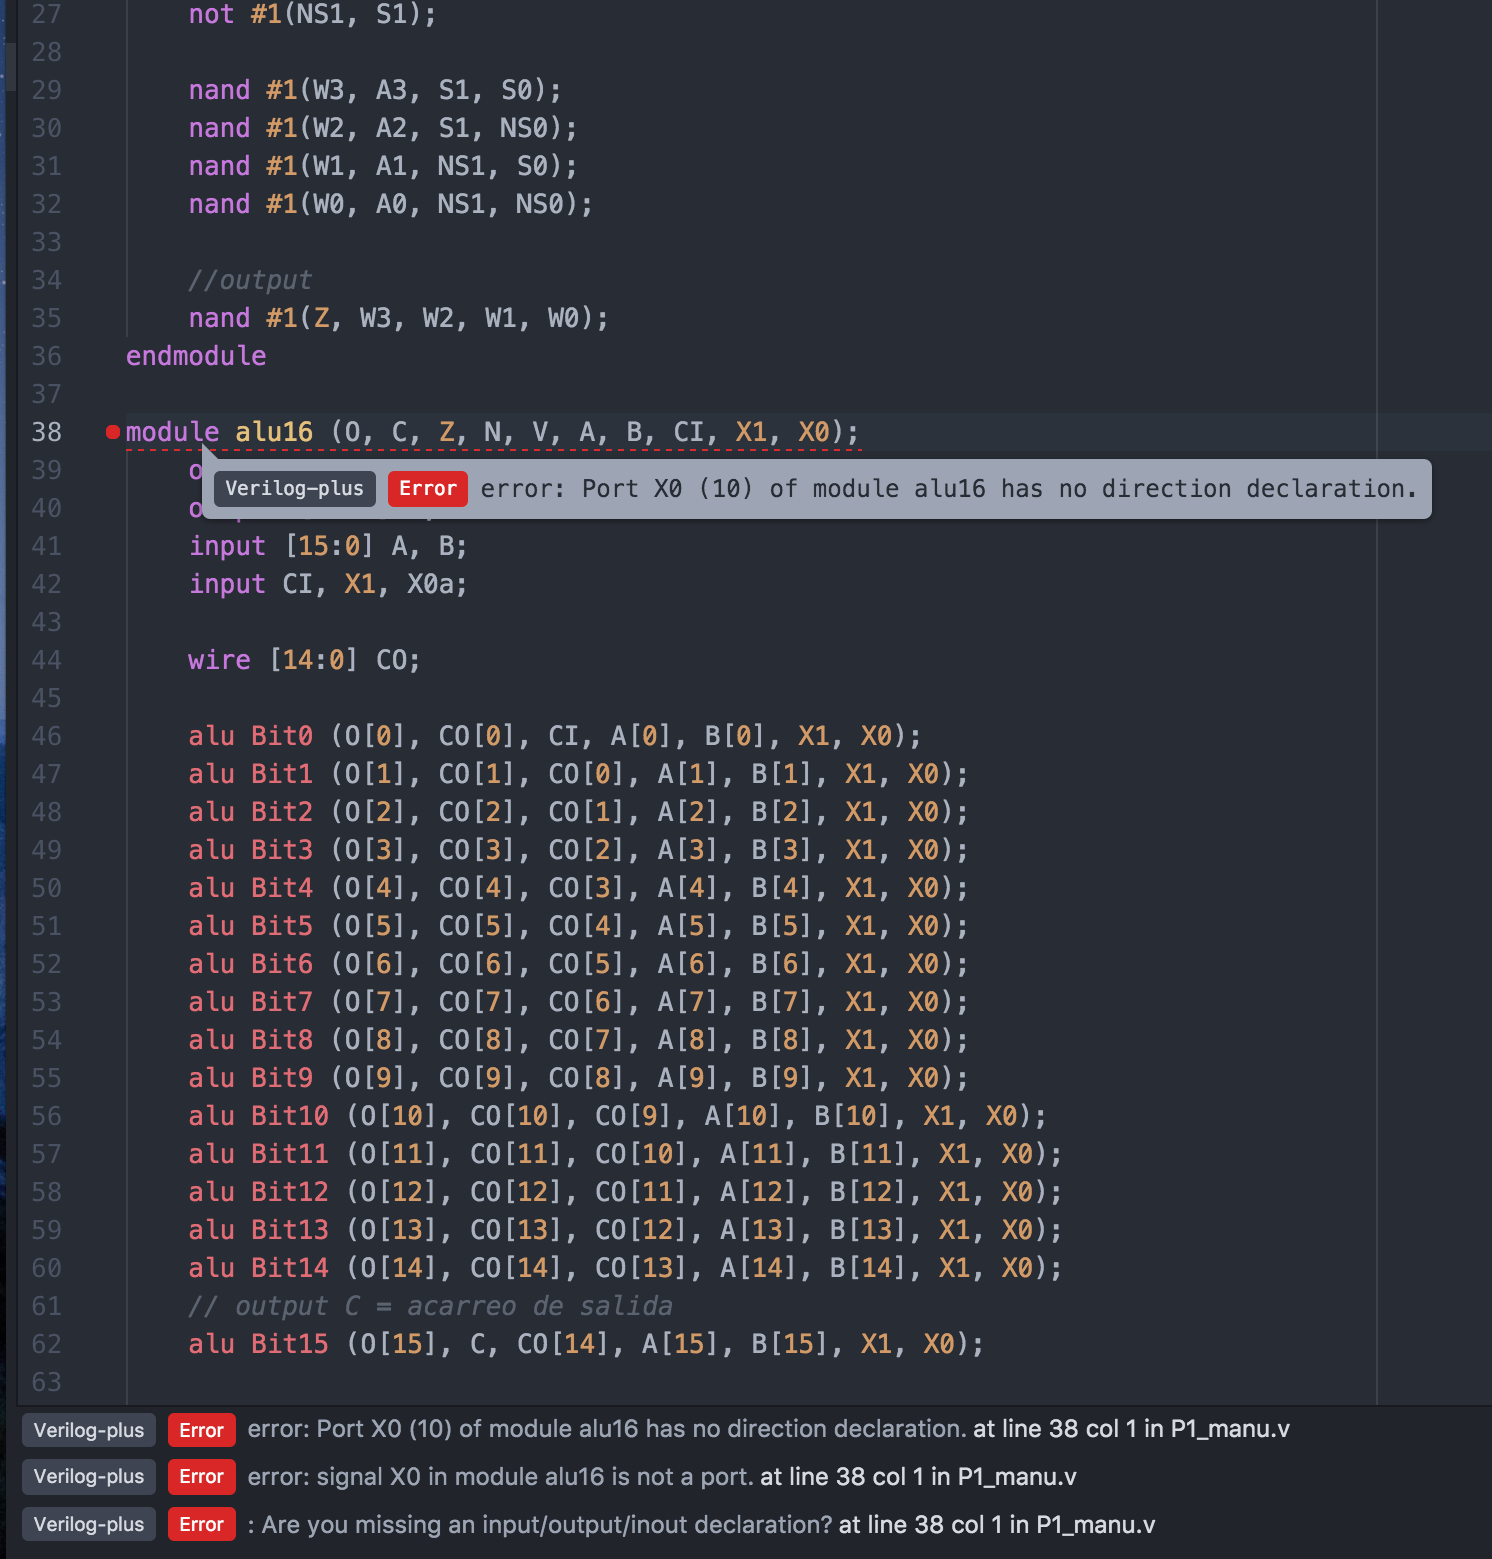 27 not #1(NS1, S1);
28
29 nand #1(W3, A3, S1, S0);
30 nand #1(W2, A2, S1, NS0);
31 nand #1(W1, A1, NS1, S0);
32 nand #1(W0, A0, NS1, NS0);
33
34 //output
35 nand #1(Z, W3, W2, W1, W0);
36 endmodule
37
38 module alu16 (O, C, Z, N, V, A, B, CI, X1, X0);
39 o
Verilog-plus Error error: Port X0 (10) of module alu16 has no direction declaration.
40 o
41 input [15:0] A, B;
42 input CI, X1, X0a;
43
44 wire [14:0] CO;
45
46 alu Bit0 (O[0], CO[0], CI, A[0], B[0], X1, X0);
47 alu Bit1 (O[1], CO[1], CO[0], A[1], B[1], X1, X0);
48 alu Bit2 (O[2], CO[2], CO[1], A[2], B[2], X1, X0);
49 alu Bit3 (O[3], CO[3], CO[2], A[3], B[3], X1, X0);
50 alu Bit4 (O[4], CO[4], CO[3], A[4], B[4], X1, X0);
51 alu Bit5 (O[5], CO[5], CO[4], A[5], B[5], X1, X0);
52 alu Bit6 (O[6], CO[6], CO[5], A[6], B[6], X1, X0);
53 alu Bit7 (O[7], CO[7], CO[6], A[7], B[7], X1, X0);
54 alu Bit8 (O[8], CO[8], CO[7], A[8], B[8], X1, X0);
55 alu Bit9 (O[9], CO[9], CO[8], A[9], B[9], X1, X0);
56 alu Bit10 (O[10], CO[10], CO[9], A[10], B[10], X1, X0);
57 alu Bit11 (O[11], CO[11], CO[10], A[11], B[11], X1, X0);
58 alu Bit12 (O[12], CO[12], CO[11], A[12], B[12], X1, X0);
59 alu Bit13 (O[13], CO[13], CO[12], A[13], B[13], X1, X0);
60 alu Bit14 (O[14], CO[14], CO[13], A[14], B[14], X1, X0);
61 // output C = acarreo de salida
62 alu Bit15 (O[15], C, CO[14], A[15], B[15], X1, X0);
63
Verilog-plus Error error: Port X0 (10) of module alu16 has no direction declaration. at line 38 col 1 in P1_manu.v
Verilog-plus Error error: signal X0 in module alu16 is not a port. at line 38 col 1 in P1_manu.v
Verilog-plus Error : Are you missing an input/output/inout declaration? at line 38 col 1 in P1_manu.v